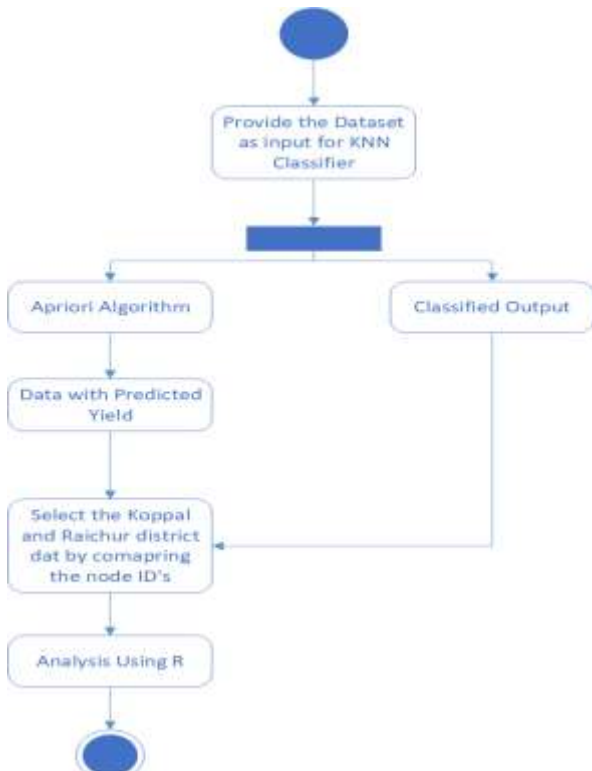 Provide the Dataset
as input for KNN
Classifier
Apriori Algorithm
Classified Output
Data with Predicted
Yield
Select the Koppal
and Raichur district
dat by comapring
the node ID's
Analysis Using R